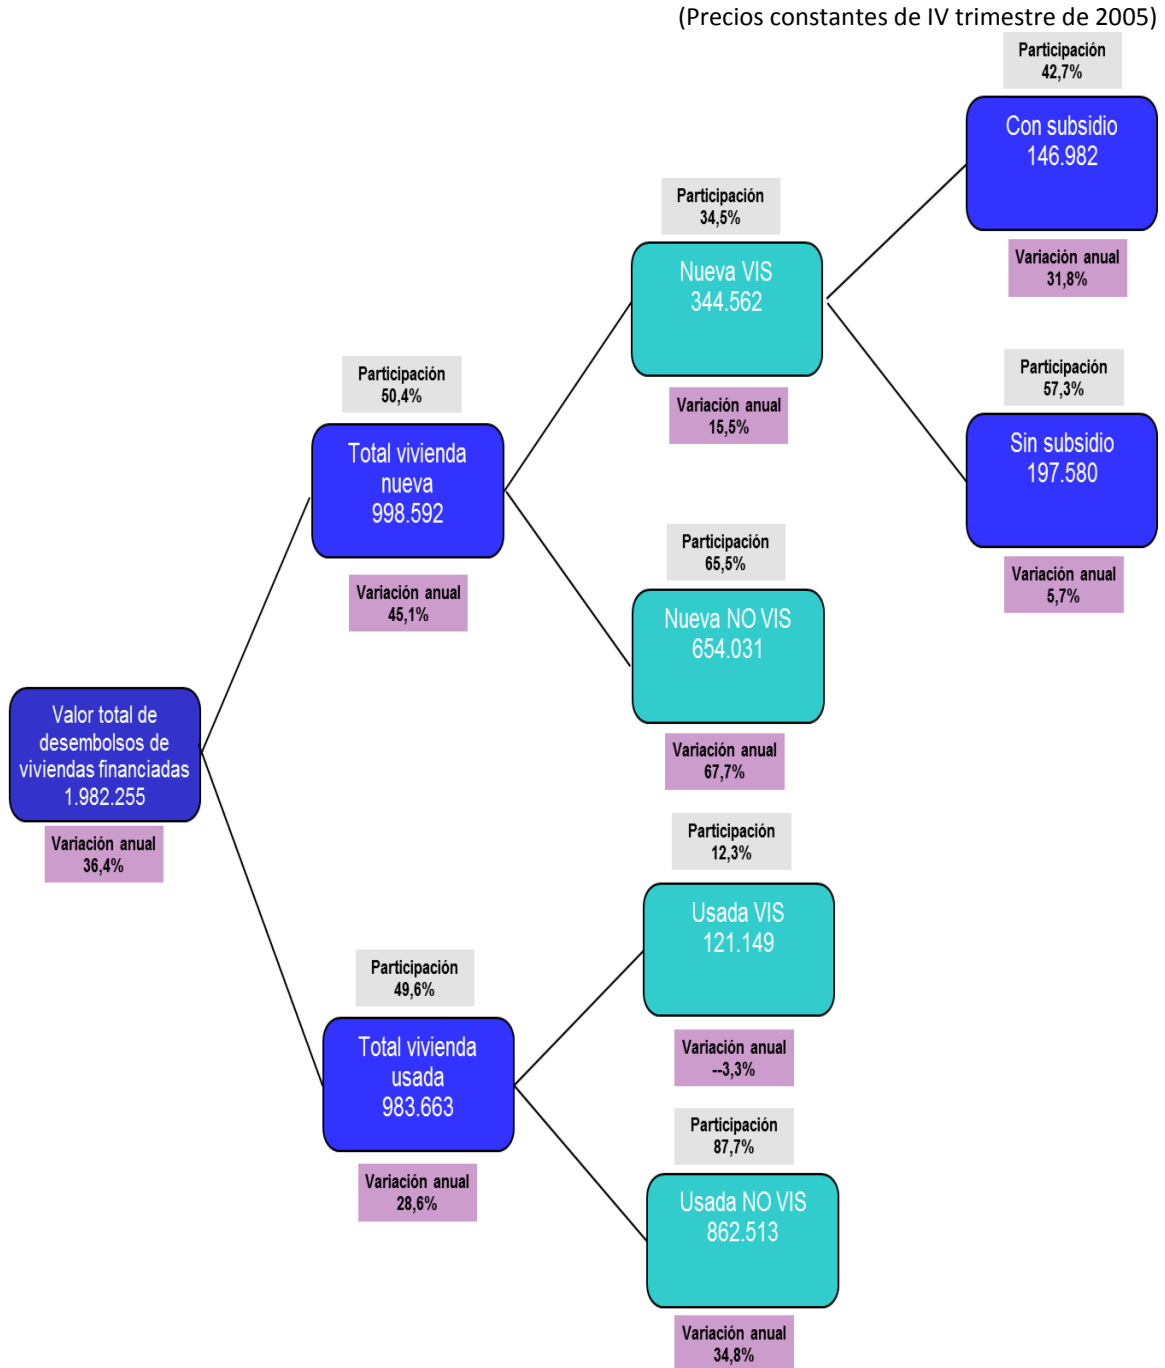 (Precios constantes de IV trimestre de 2005)
Participación
42,7%
Con subsidio
146.982
Variación anual
31,8%
Participación
34,5%
Nueva VIS
344.562
Variación anual
15,5%
Participación
57,3%
Sin subsidio
197.580
Variación anual
5,7%
Participación
50,4%
Total vivienda
nueva
998.592
Variación anual
45,1%
Participación
65,5%
Nueva NO VIS
654.031
Variación anual
67,7%
Valor total de
desembolsos de
viviendas financiadas
1.982.255
Variación anual
36,4%
Participación
12,3%
Usada VIS
121.149
Variación anual
--3,3%
Participación
49,6%
Total vivienda
usada
983.663
Variación anual
28,6%
Participación
87,7%
Usada NO VIS
862.513
Variación anual
34,8%